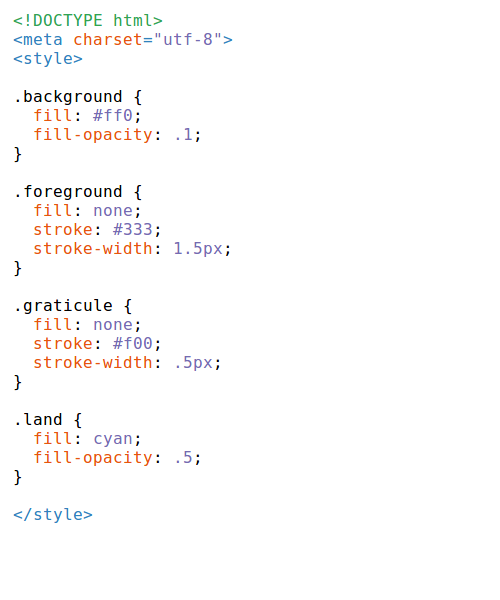 <!DOCTYPE html>
<meta charset="utf-8">
<style>

.background {
  fill: #ff0;
  fill-opacity: .1;
}

.foreground {
  fill: none;
  stroke: #333;
  stroke-width: 1.5px;
}

.graticule {
  fill: none;
  stroke: #f00;
  stroke-width: .5px;
}

.land {
  fill: cyan;
  fill-opacity: .5;
}

</style>